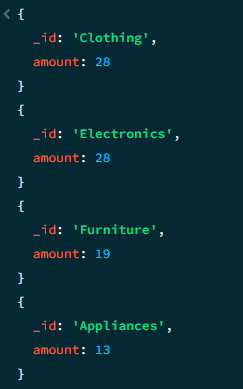 < {
_id: 'Clothing',
amount: 28
}
{
_id: 'Electronics',
amount: 28
}
{
_id: 'Furniture',
amount: 19
}
{
_id: 'Appliances',
amount: 13
}